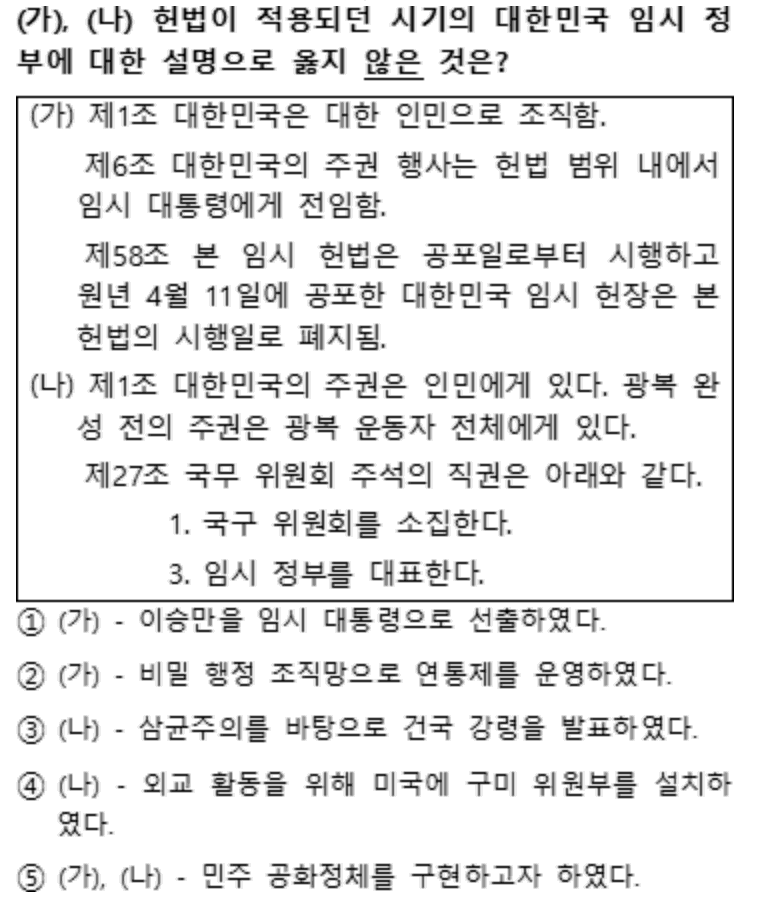 (가), (나) 헌법이 적용되던 시기의 대한민국 임시 정
부에 대한 설명으로 옳지 않은 것은?
(가) 제1조 대한민국은 대한 인민으로 조직함.
제6조 대한민국의 주권 행사는 헌법 범위 내에서
임시 대통령에게 전임함.
제58조 본 임시 헌법은 공포일로부터 시행하고
원년 4월 11일에 공포한 대한민국 임시 헌장은 본
헌법의 시행일로 폐지됨.
(나) 제1조 대한민국의 주권은 인민에게 있다. 광복 완
성 전의 주권은 광복 운동자 전체에게 있다.
제27조 국무 위원회 주석의 직권은 아래와 같다.
1. 국구 위원회를 소집한다.
3. 임시 정부를 대표한다.
① (가) - 이승만을 임시 대통령으로 선출하였다.
② (가) - 비밀 행정 조직망으로 연통제를 운영하였다.
③ (나) - 삼균주의를 바탕으로 건국 강령을 발표하였다.
④ (나) - 외교 활동을 위해 미국에 구미 위원부를 설치하
였다.
⑤ (가), (나) - 민주 공화정체를 구현하고자 하였다.